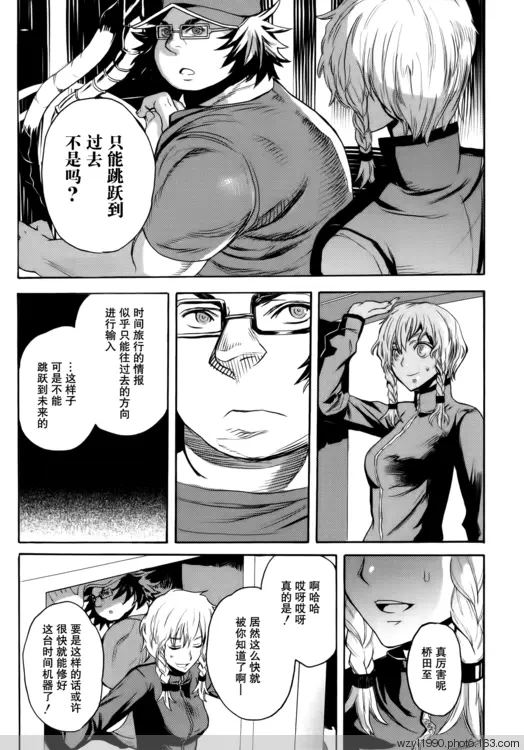 只能跳跃到
过去
不是吗？
时间旅行的情报
似乎只能往过去的方向
进行输入
…这样子
可是不能
跳跃到未来的
真厉害呢
桥田至
啊哈哈
哎呀哎呀
真的是！
居然这么快就
被你知道了啊—
要是这样的话或许
很快就能修好
这台时间机器了！
http://wzyl1990.photo.163.com